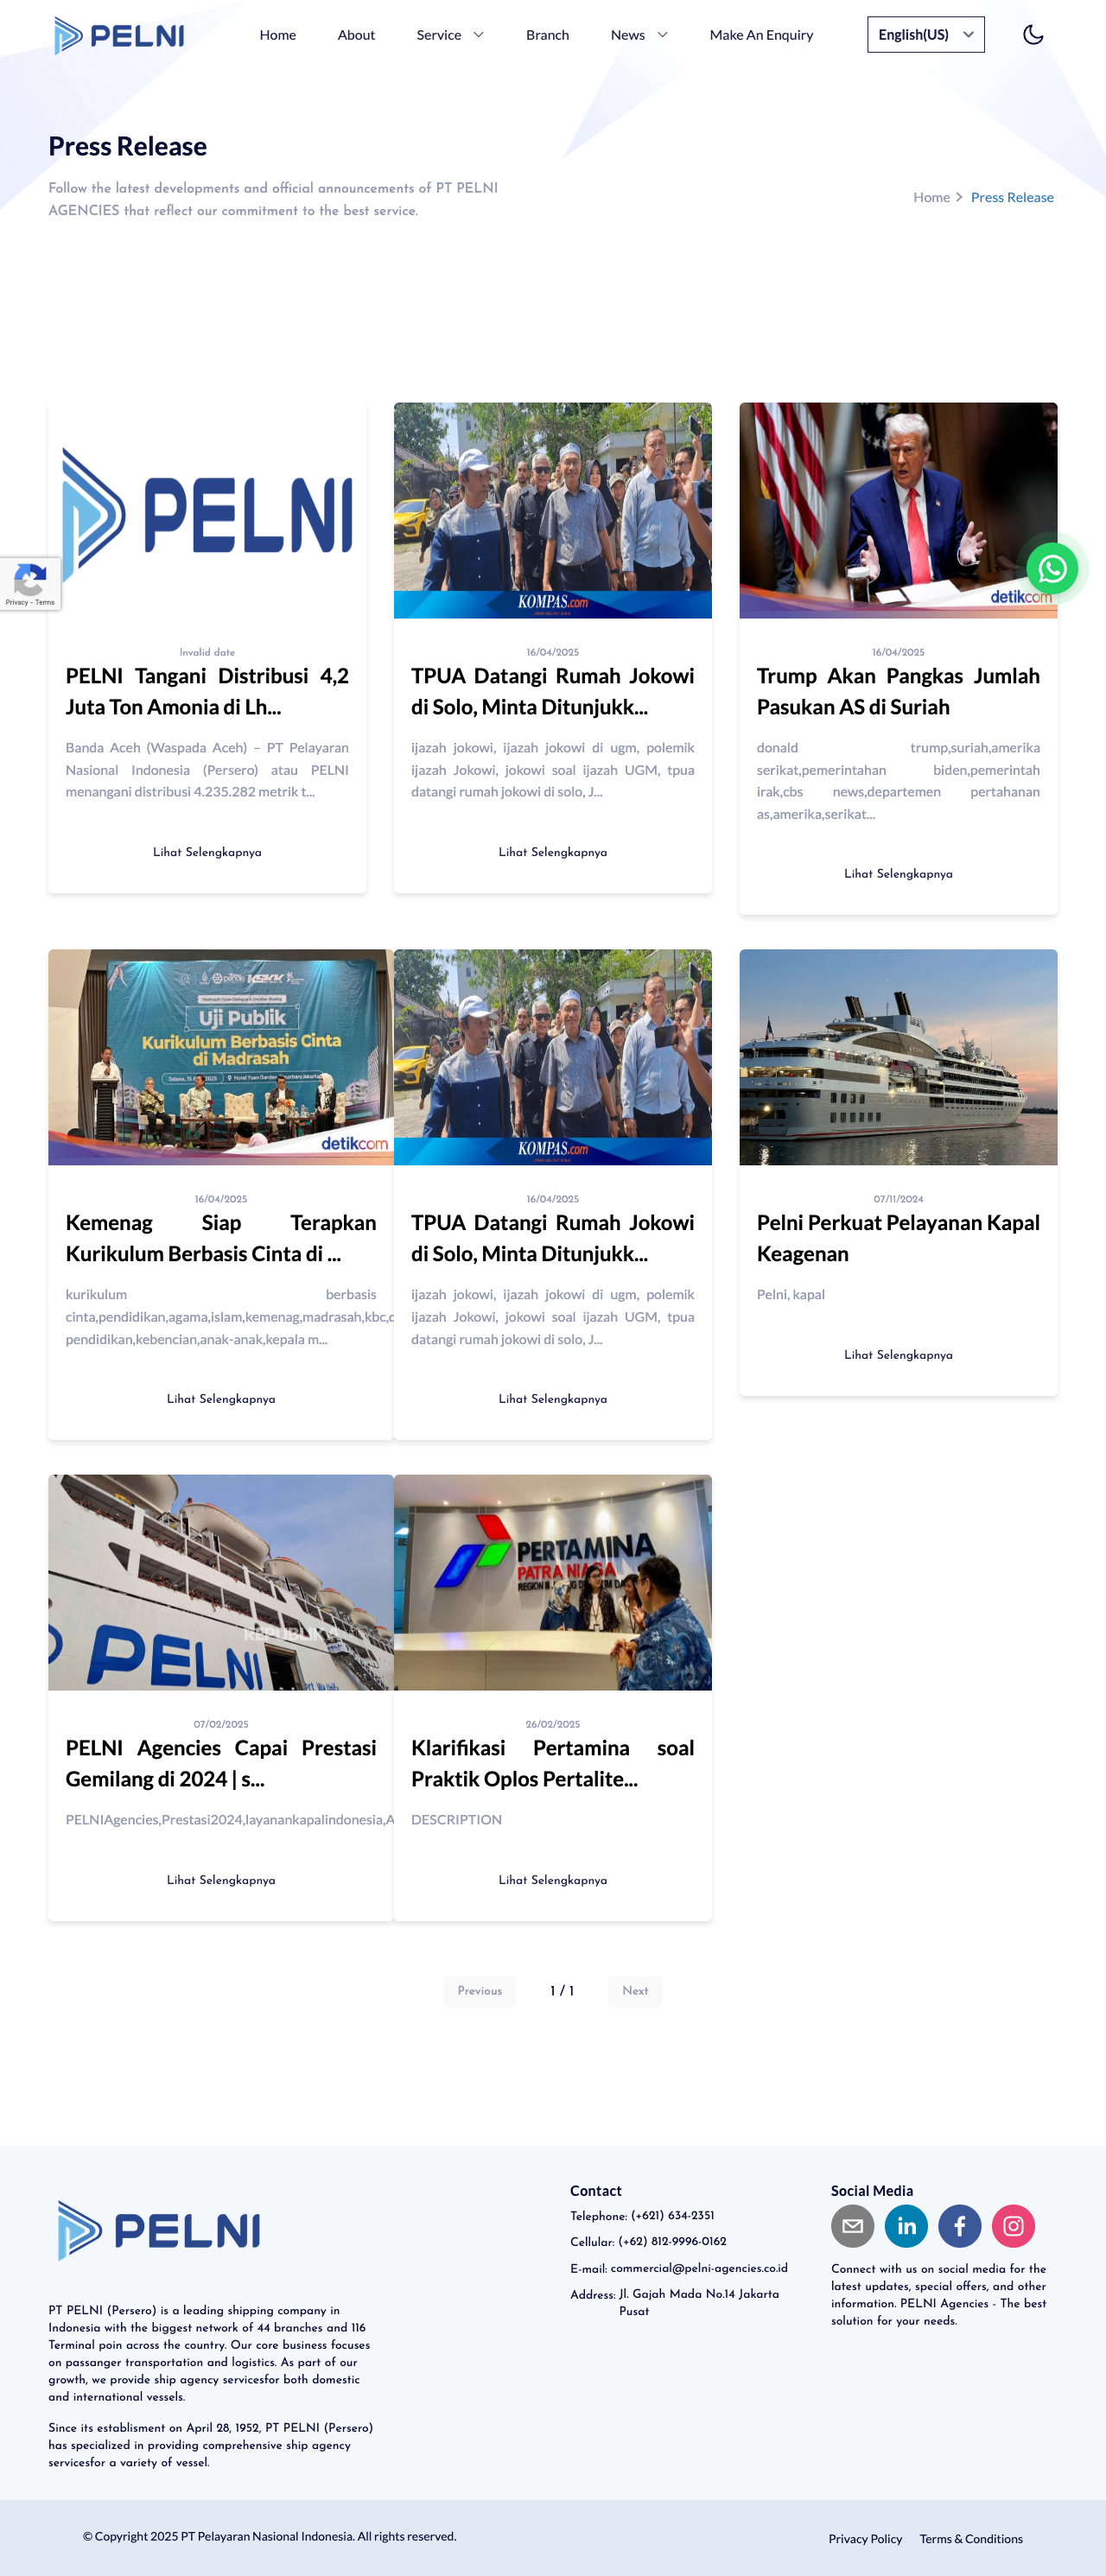 PELNI
Home
About
Service
Branch
News
Make An Enquiry
English(US)
Press Release
Follow the latest developments and official announcements of PT PELNI
AGENCIES that reflect our commitment to the best service.
Home > Press Release
PELNI
Privacy - Terms
KOMPAS.com
detikcom
Invalid date
PELNI Tangani Distribusi 4,2
Juta Ton Amonia di Lh...
Banda Aceh (Waspada Aceh) – PT Pelayaran
Nasional Indonesia (Persero) atau PELNI
menangani distribusi 4.235.282 metrik t...
Lihat Selengkapnya
16/04/2025
TPUA Datangi Rumah Jokowi
di Solo, Minta Ditunjukk...
ijazah jokowi, ijazah jokowi di ugm, polemik
ijazah Jokowi, jokowi soal ijazah UGM, tpua
datangi rumah jokowi di solo, J...
Lihat Selengkapnya
16/04/2025
Trump Akan Pangkas Jumlah
Pasukan AS di Suriah
donald trump,suriah,amerika
serikat,pemerintahan biden,pemerintah
irak,cbs news,departemen pertahanan
as,amerika,serikat...
Lihat Selengkapnya
Uji Publik
Kurikulum Berbasis Cinta
di Madrasah
detikcom
16/04/2025
Kemenag Siap Terapkan
Kurikulum Berbasis Cinta di ...
kurikulum berbasis
cinta,pendidikan,agama,islam,kemenag,madrasah,kbc,
pendidikan,kebencian,anak-anak,kepala m...
Lihat Selengkapnya
KOMPAS.com
16/04/2025
TPUA Datangi Rumah Jokowi
di Solo, Minta Ditunjukk...
ijazah jokowi, ijazah jokowi di ugm, polemik
ijazah Jokowi, jokowi soal ijazah UGM, tpua
datangi rumah jokowi di solo, J...
Lihat Selengkapnya
07/11/2024
Pelni Perkuat Pelayanan Kapal
Keagenan
Pelni, kapal
Lihat Selengkapnya
REPUBLIKA
PELNI
07/02/2025
PELNI Agencies Capai Prestasi
Gemilang di 2024 | s...
PELNIAgencies,Prestasi2024,layanankapalindonesia,A
Lihat Selengkapnya
PERTAMINA
PATRA NIAGA
26/02/2025
Klarifikasi Pertamina soal
Praktik Oplos Pertalite...
DESCRIPTION
Lihat Selengkapnya
Previous
1 / 1
Next
PELNI
PT PELNI (Persero) is a leading shipping company in
Indonesia with the biggest network of 44 branches and 116
Terminal poin across the country. Our core business focuses
on passanger transportation and logistics. As part of our
growth, we provide ship agency servicesfor both domestic
and international vessels.
Since its establisment on April 28, 1952, PT PELNI (Persero)
has specialized in providing comprehensive ship agency
servicesfor a variety of vessel.
Contact
Telephone: (+621) 634-2351
Cellular: (+62) 812-9996-0162
E-mail: commercial@pelni-agencies.co.id
Address: Jl. Gajah Mada No.14 Jakarta
Pusat
Social Media
Connect with us on social media for the
latest updates, special offers, and other
information. PELNI Agencies - The best
solution for your needs.
© Copyright 2025 PT Pelayaran Nasional Indonesia. All rights reserved.
Privacy Policy
Terms & Conditions